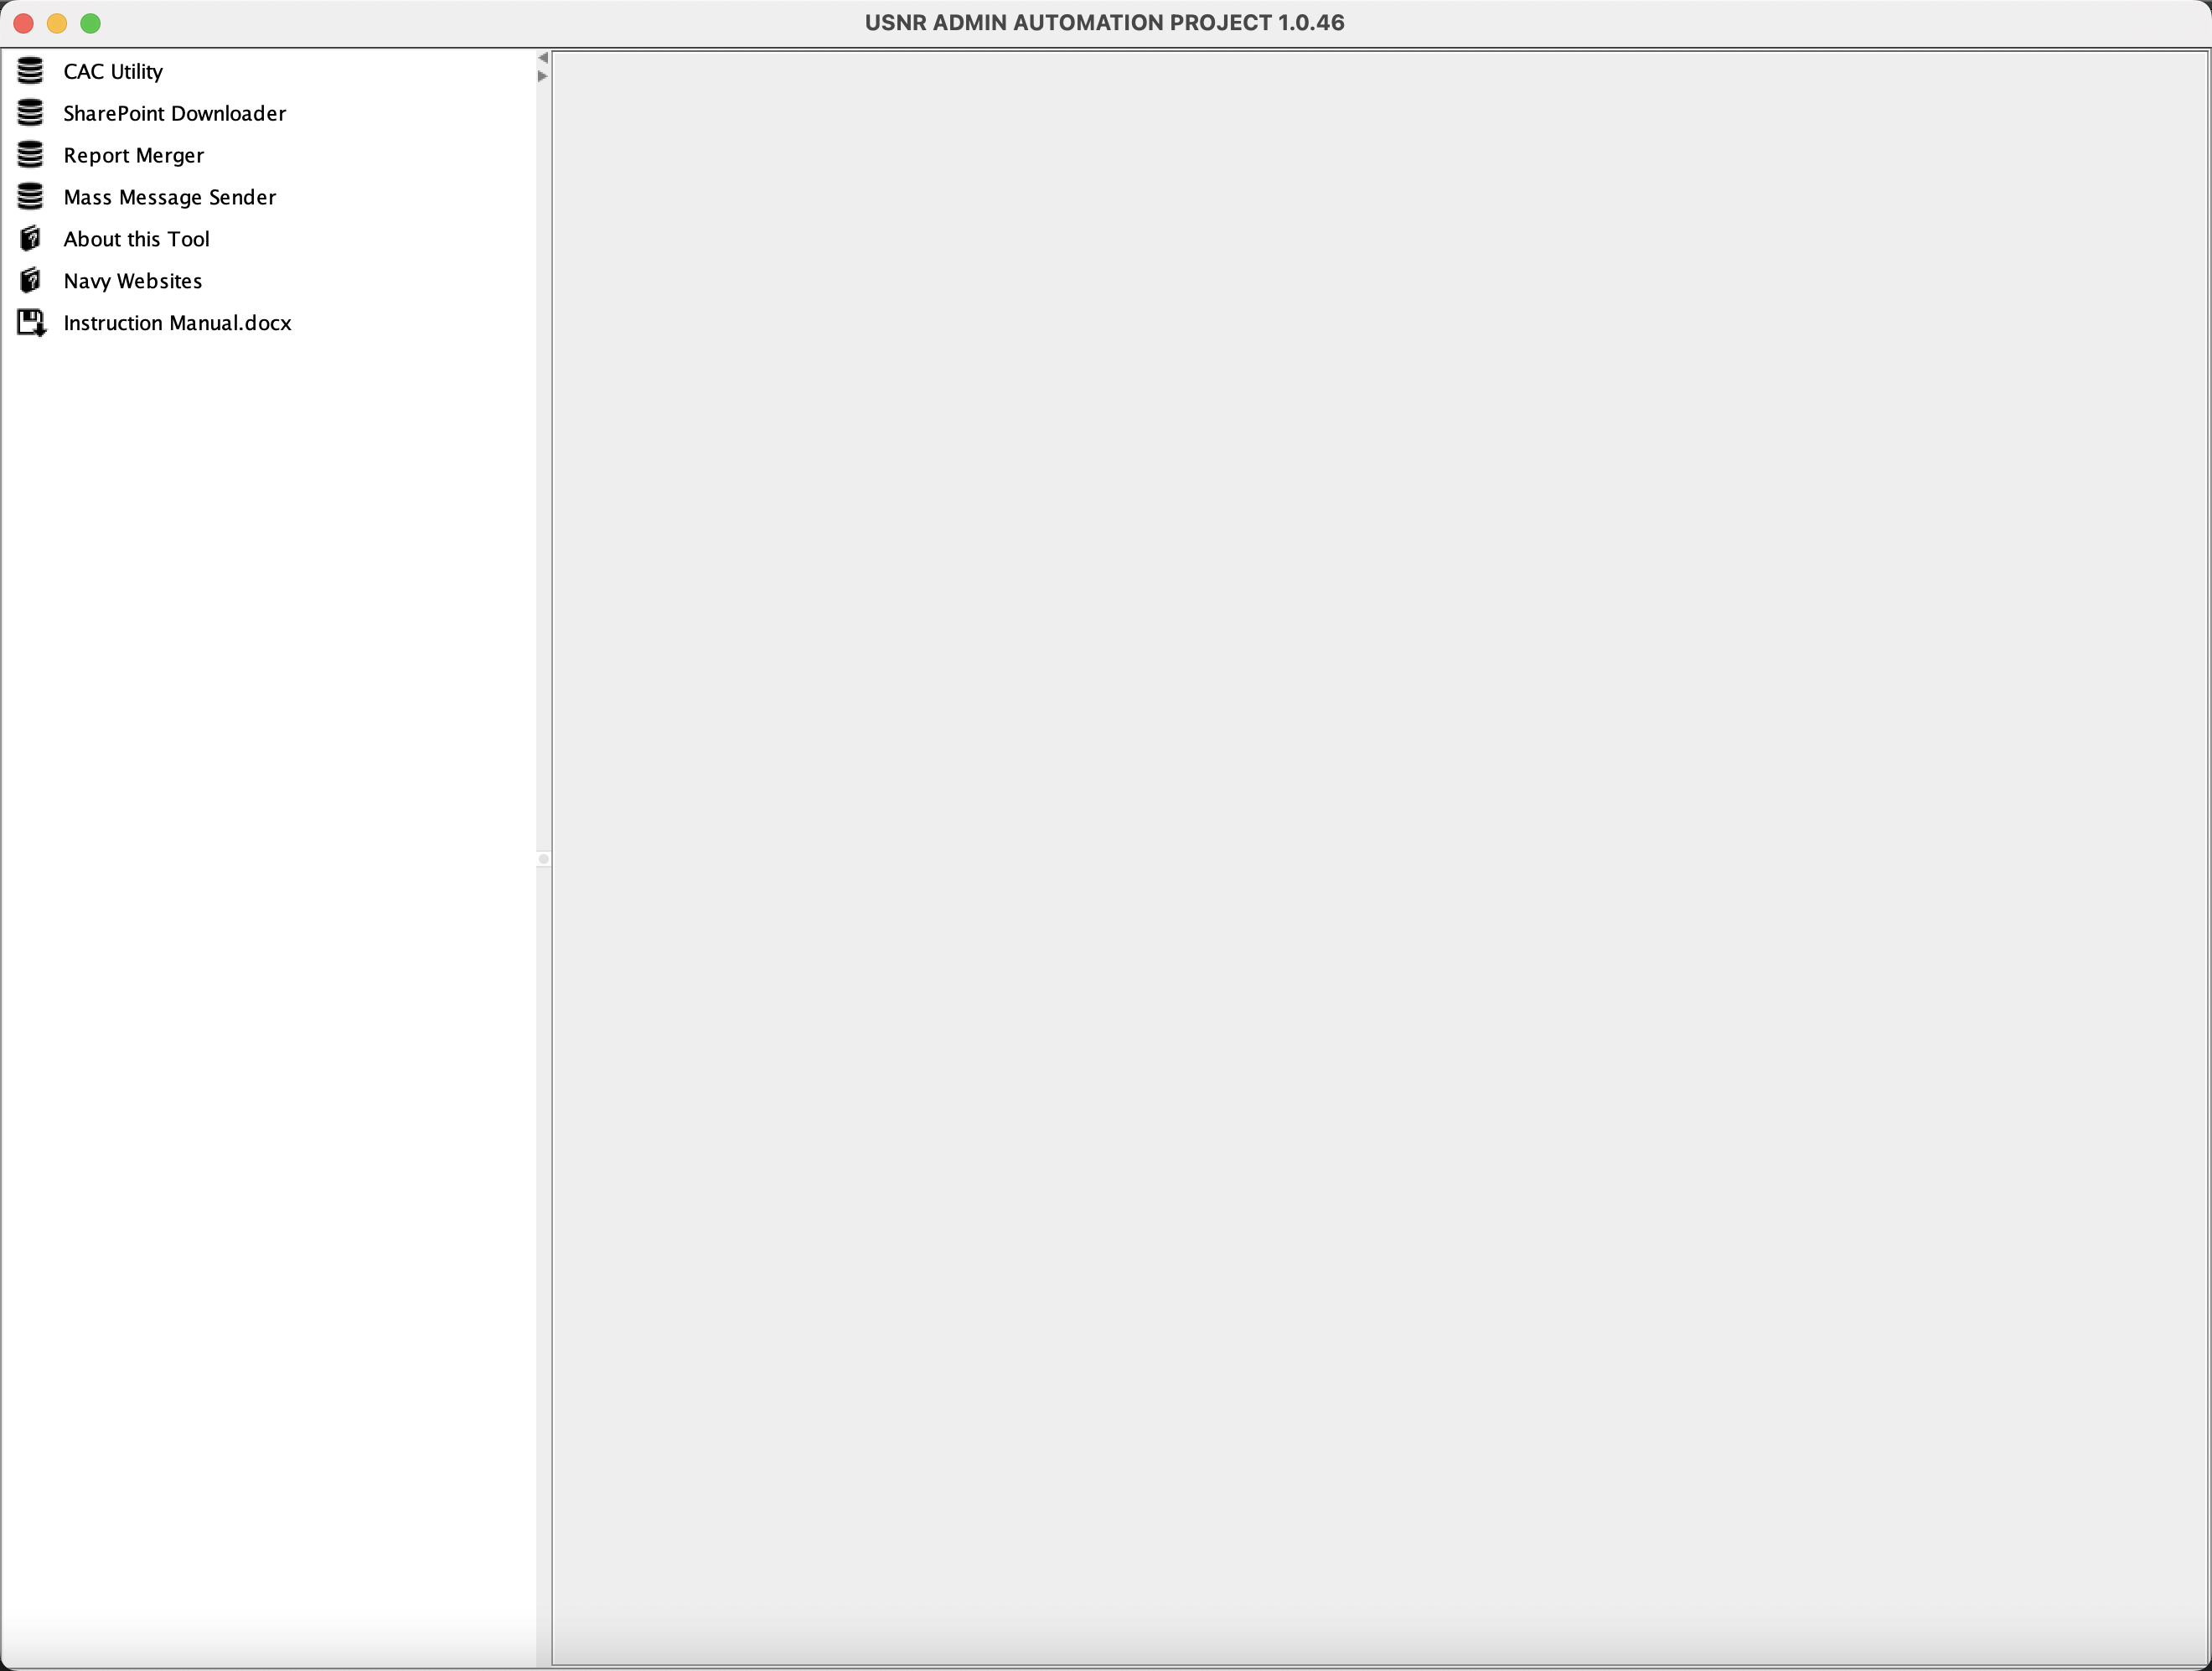 USNR ADMIN AUTOMATION PROJECT 1.0.46
CAC Utility
SharePoint Downloader
Report Merger
Mass Message Sender
About this Tool
Navy Websites
Instruction Manual.docx